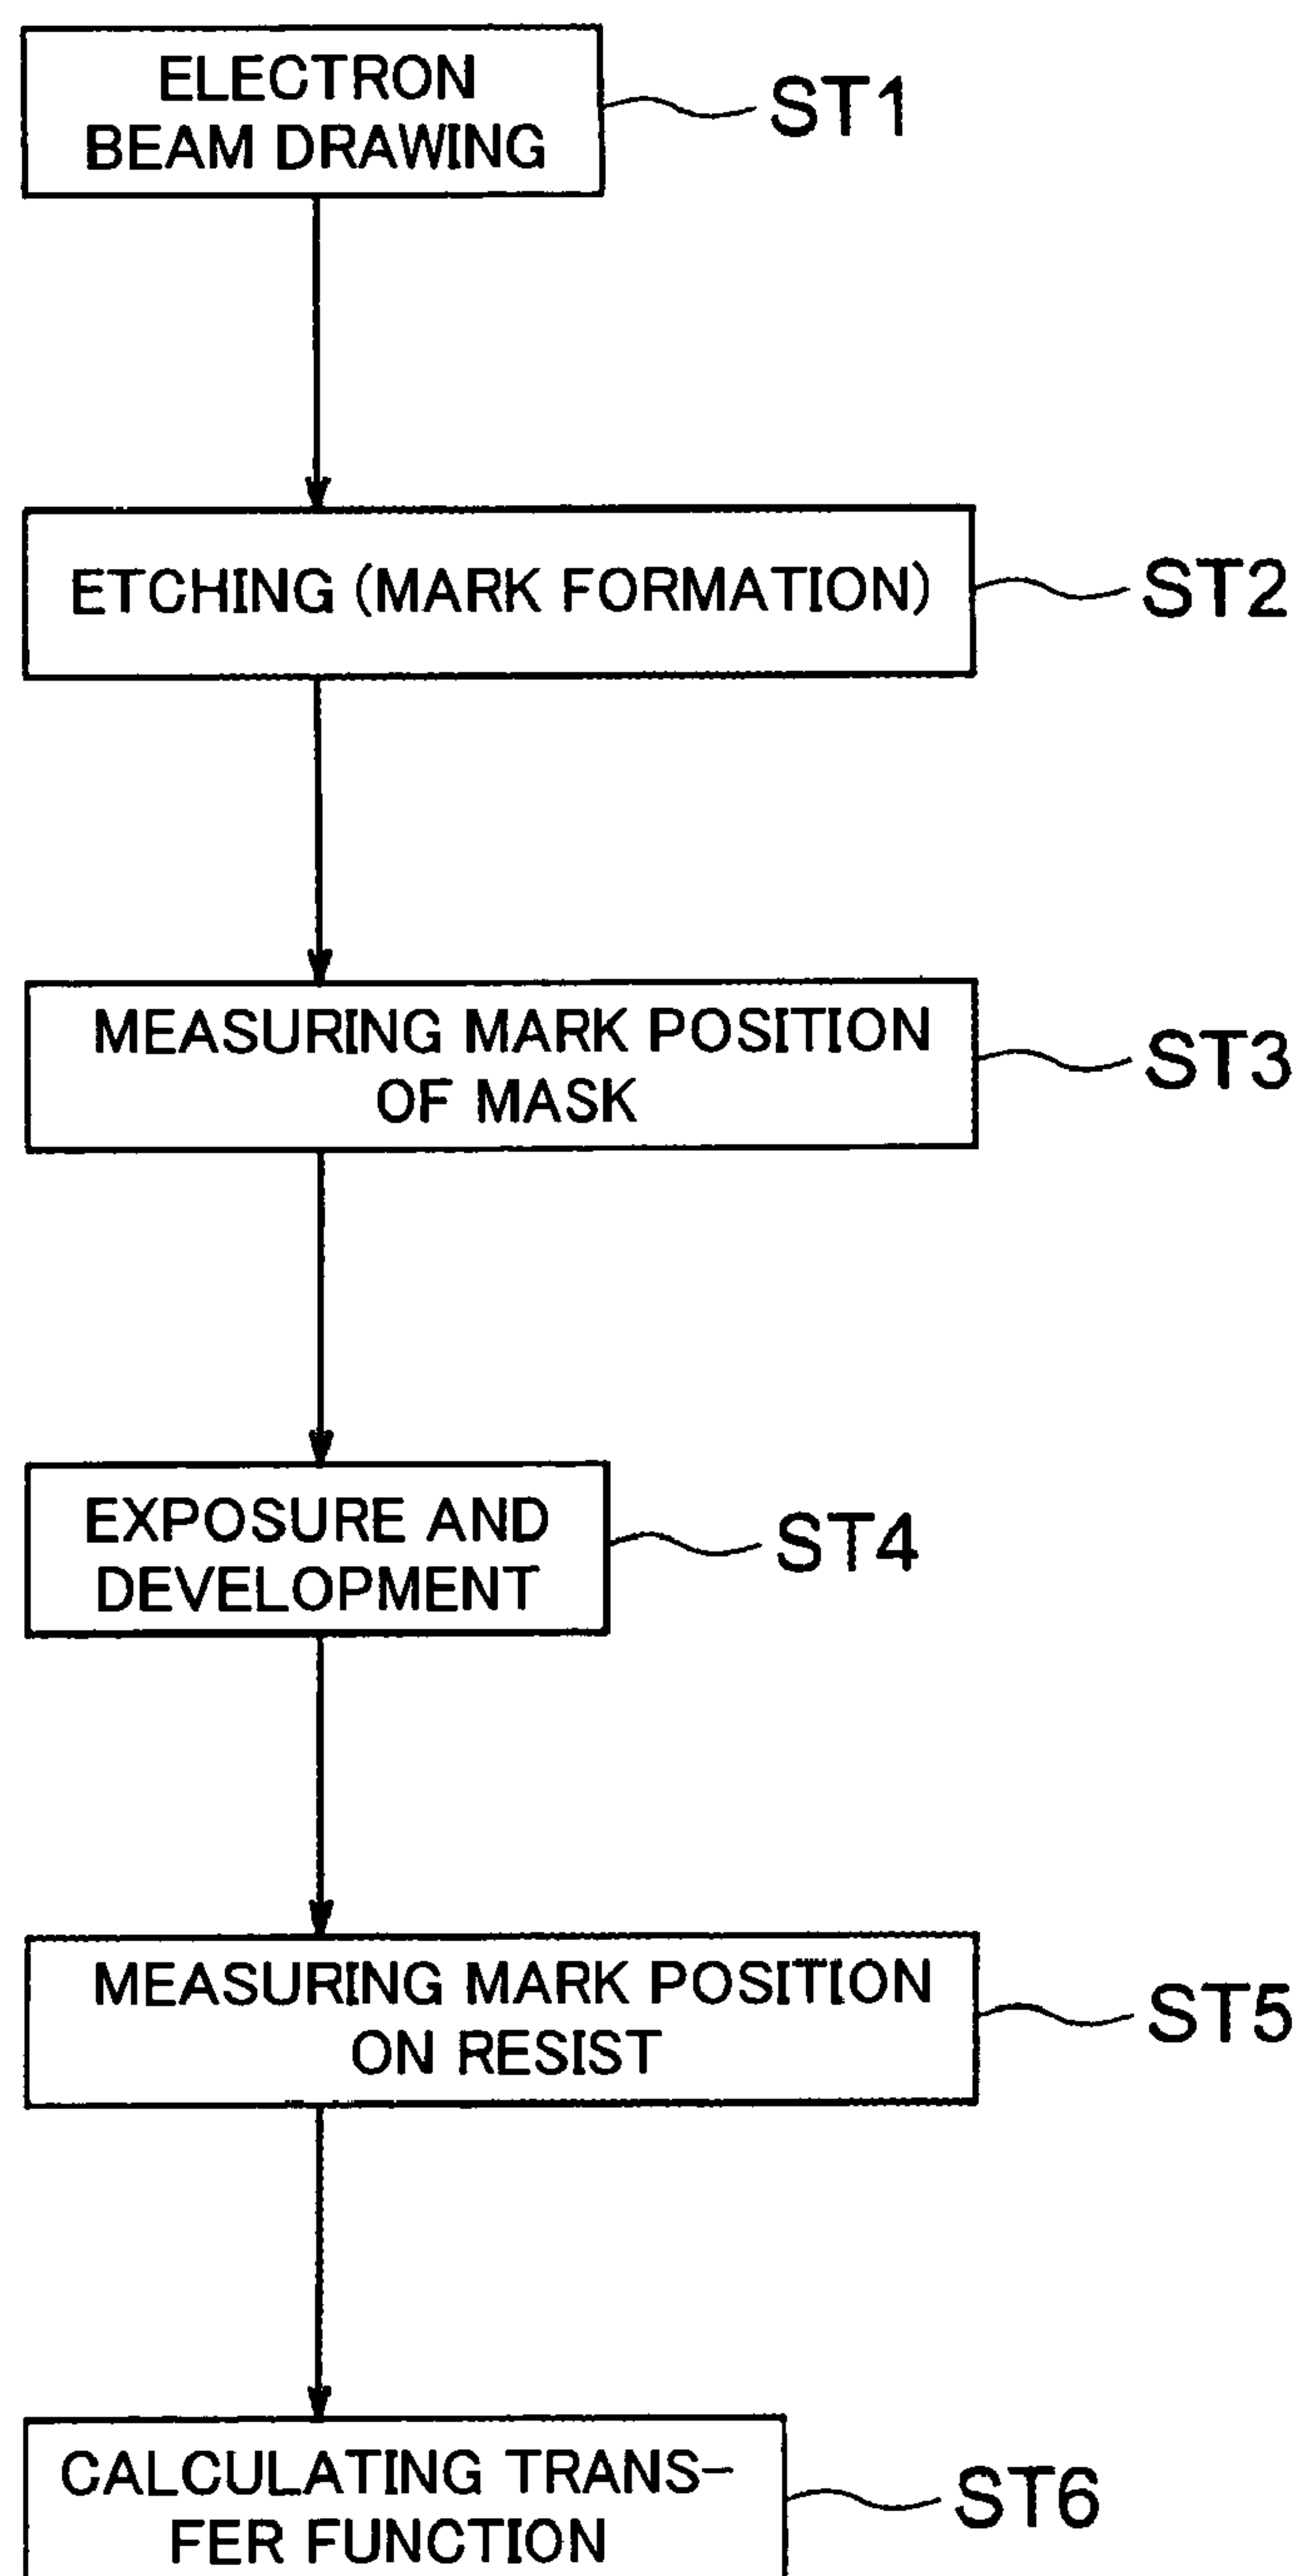 ELECTRON
BEAM DRAWING
ST1
ETCHING (MARK FORMATION)
ST2
MEASURING MARK POSITION
OF MASK
ST3
EXPOSURE AND
DEVELOPMENT
ST4
MEASURING MARK POSITION
ON RESIST
ST5
CALCULATING TRANS-
FER FUNCTION
ST6